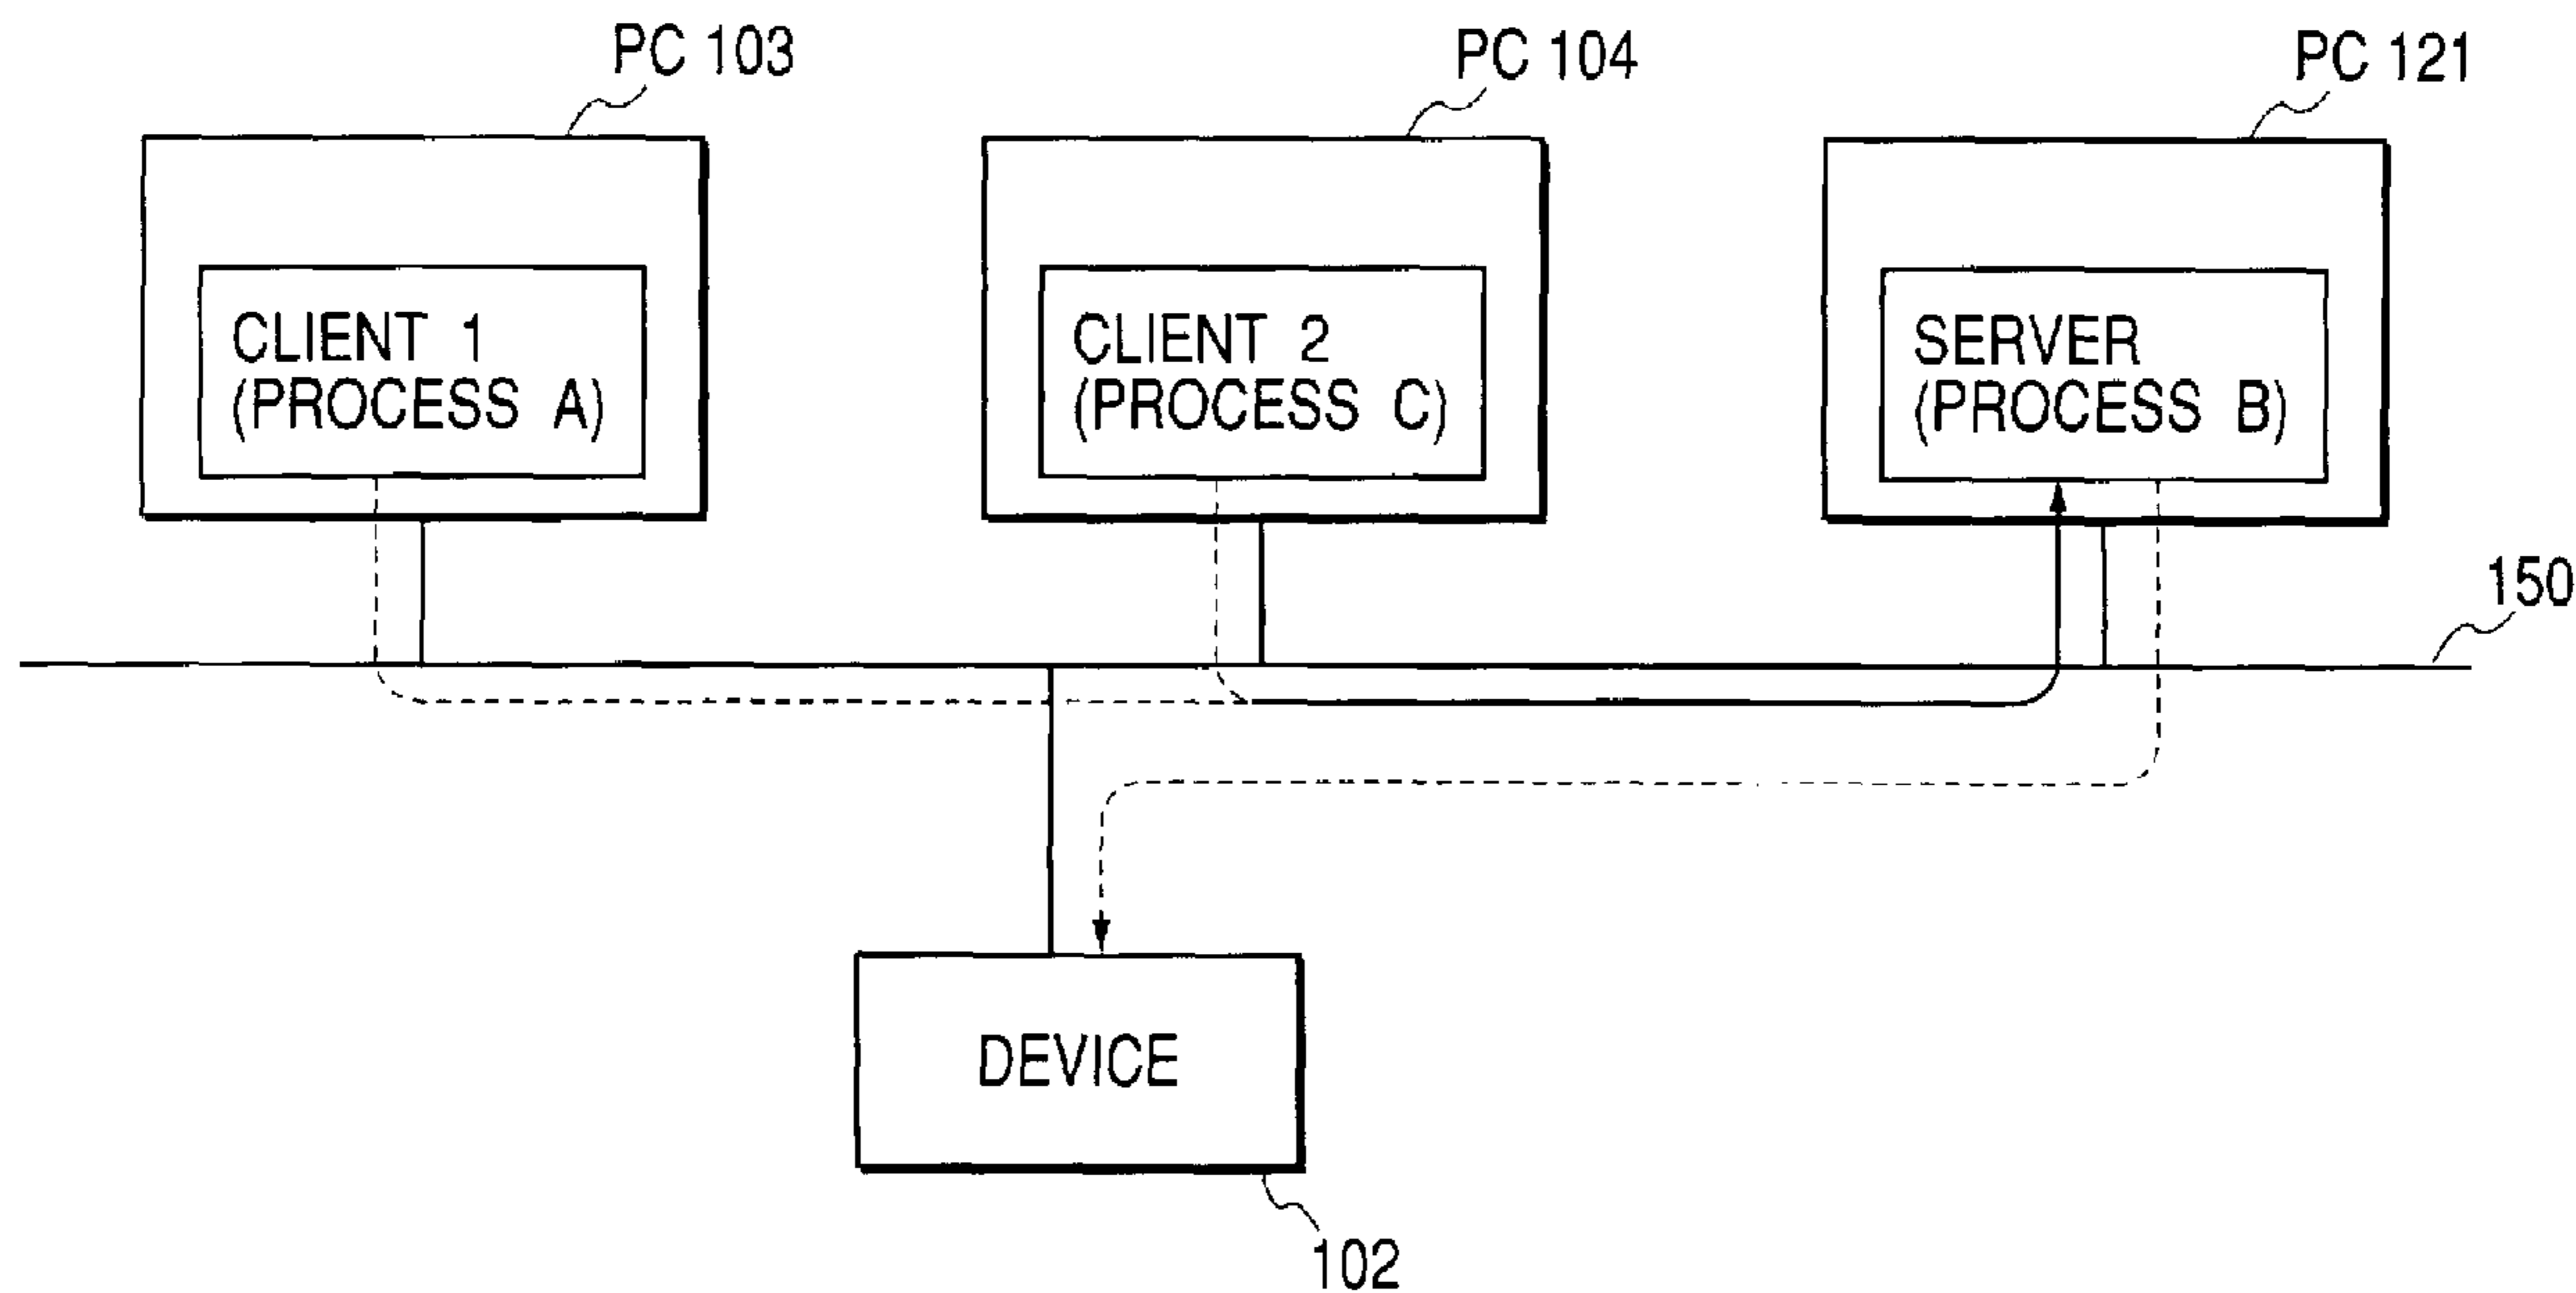 PC 103
PC 104
PC 121
CLIENT 1
(PROCESS A)
CLIENT 2
(PROCESS C)
SERVER
(PROCESS B)
150
DEVICE
102